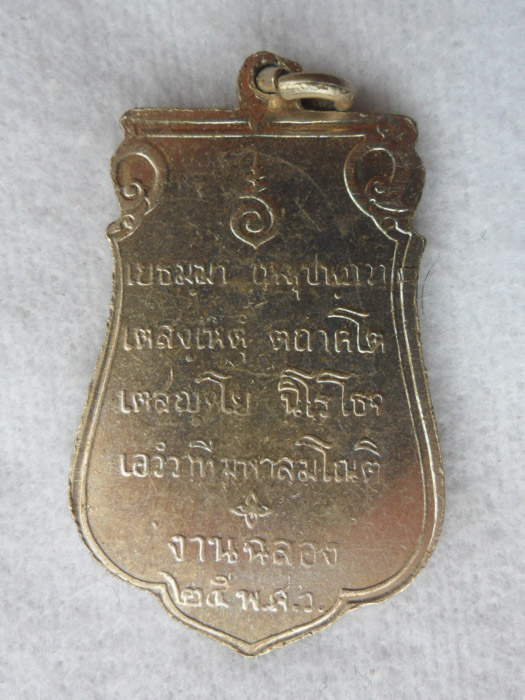 เยธมฺมา เหตุปฺปภวา
เตสํเหตุํ ตถาคโต
เตสญฺจโย นิโรโธจ
เอวํวาที มหาสมโณติ
งานฉลอง
๒๕ พ.ศ.ว.